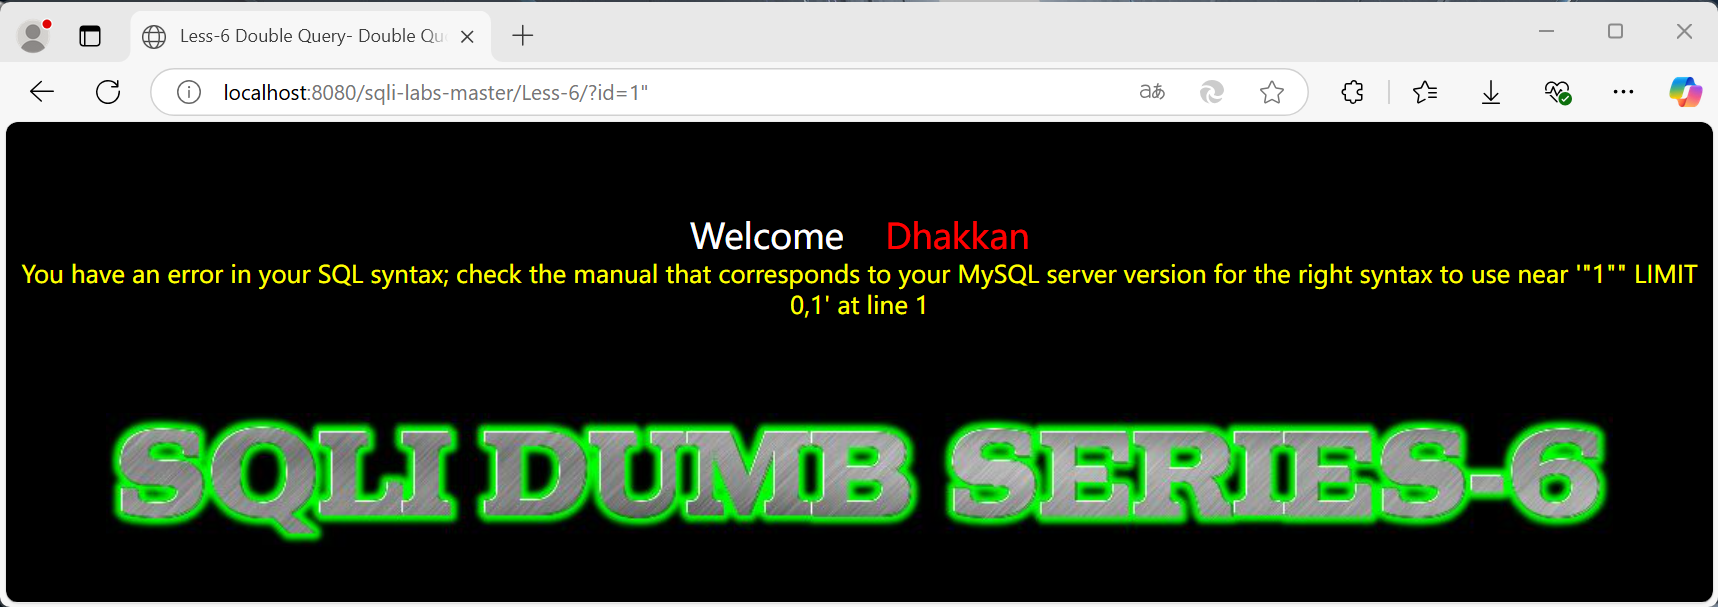 Less-6 Double Query- Double Qu
localhost:8080/sqli-labs-master/Less-6/?id=1"
aあ
Welcome Dhakkan
You have an error in your SQL syntax; check the manual that corresponds to your MySQL server version for the right syntax to use near '"1"" LIMIT
0,1' at line 1
SQLI DUMB SERIES-6